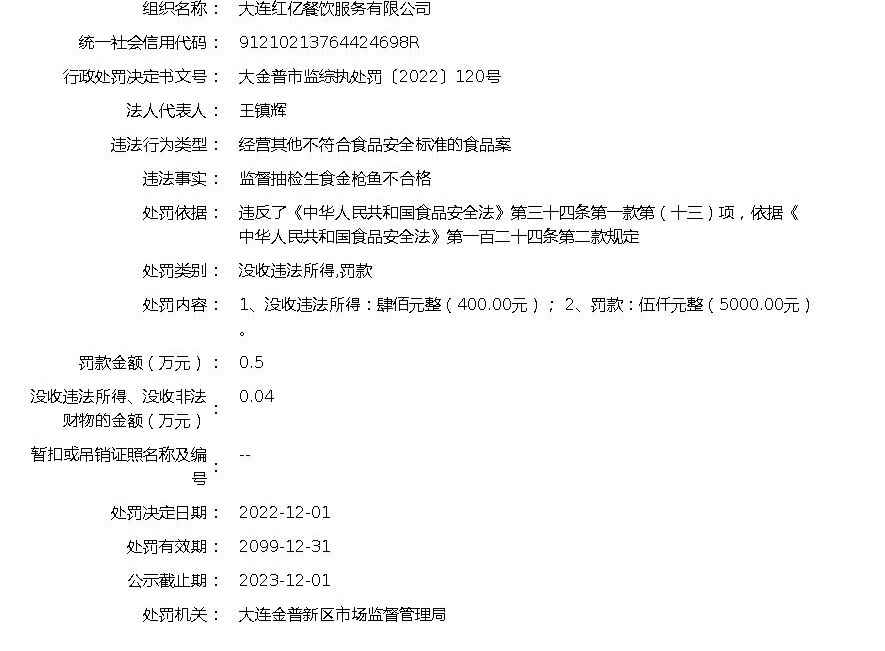 组织名称： 大连红亿餐饮服务有限公司
统一社会信用代码： 91210213764424698R
行政处罚决定书文号： 大金普市监综执处罚〔2022〕120号
法人代表人： 王镇辉
违法行为类型： 经营其他不符合食品安全标准的食品案
违法事实： 监督抽检生食金枪鱼不合格
处罚依据： 违反了《中华人民共和国食品安全法》第三十四条第一款第（十三）项，依据《
中华人民共和国食品安全法》第一百二十四条第二款规定
处罚类别： 没收违法所得,罚款
处罚内容： 1、没收违法所得：肆佰元整（400.00元）；2、罚款：伍仟元整（5000.00元）
。
罚款金额（万元）： 0.5
没收违法所得、没收非法
财物的金额（万元）： 0.04
暂扣或吊销证照名称及编
号： --
处罚决定日期： 2022-12-01
处罚有效期： 2099-12-31
公示截止期： 2023-12-01
处罚机关： 大连金普新区市场监督管理局